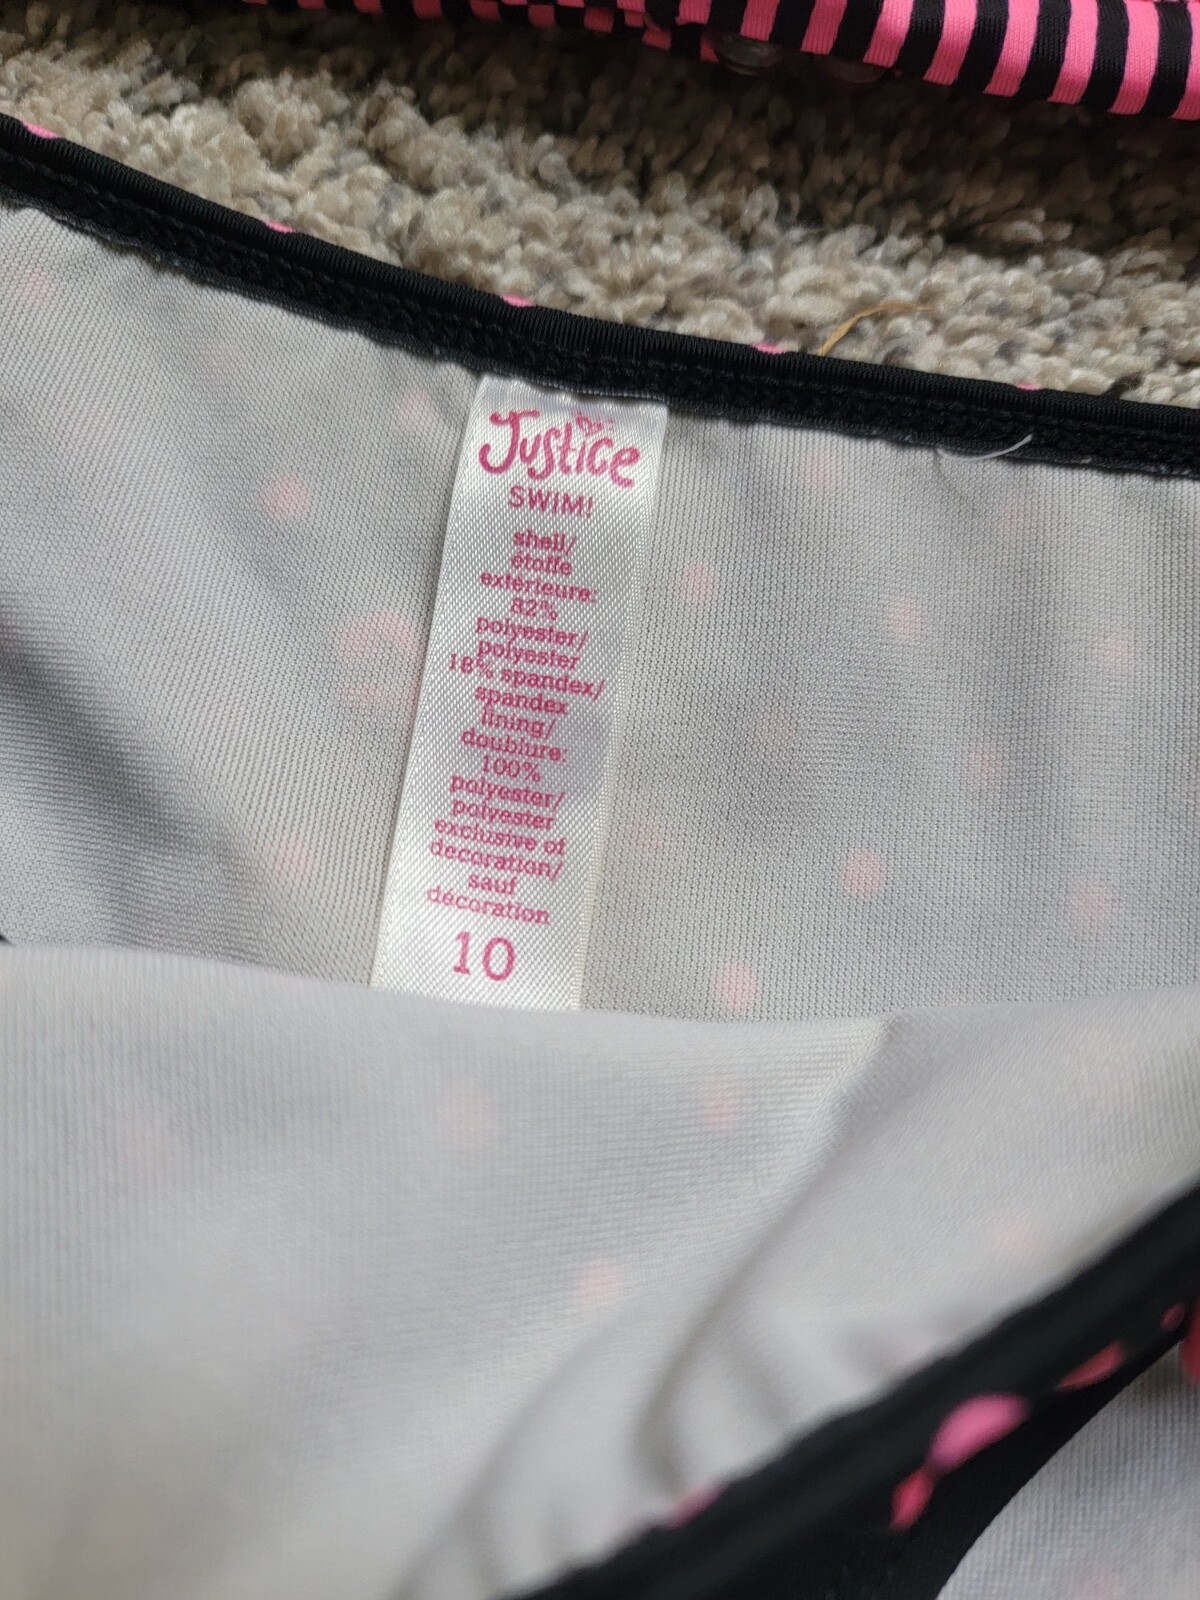 Justice
SWIM!
shell/
étoffe
extérieure:
82%
polyester/
polyester
18% spandex/
spandex
lining/
doublure:
100%
polyester/
polyester
exclusive of
decoration/
sauf
décoration
10